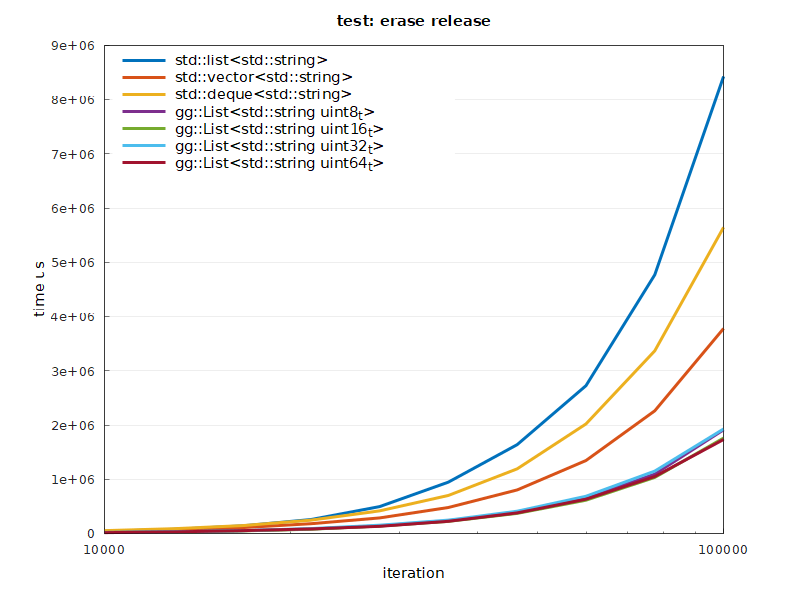 test: erase release
9e+06
8e+06
7e+06
6e+06
5e+06
4e+06
3e+06
2e+06
1e+06
0
time u s
std::list<std::string>
std::vector<std::string>
std::deque<std::string>
gg::List<std::string uint8t>
gg::List<std::string uint16t>
gg::List<std::string uint32t>
gg::List<std::string uint64t>
10000
100000
iteration